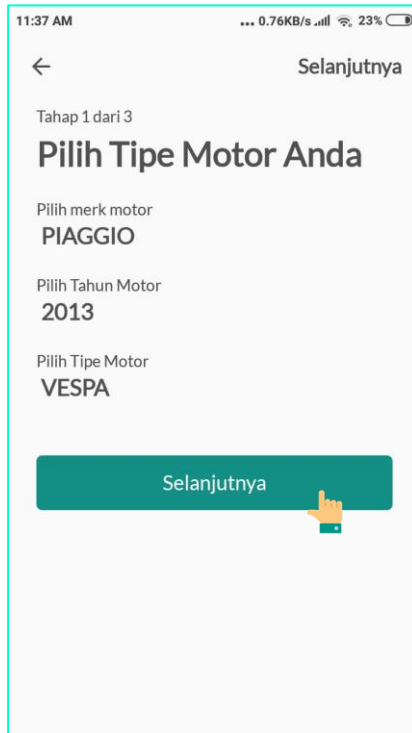 11:37 AM ... 0.76KB/s 23%
Selanjutnya
Tahap 1 dari 3
Pilih Tipe Motor Anda
Pilih merk motor
PIAGGIO
Pilih Tahun Motor
2013
Pilih Tipe Motor
VESPA
Selanjutnya